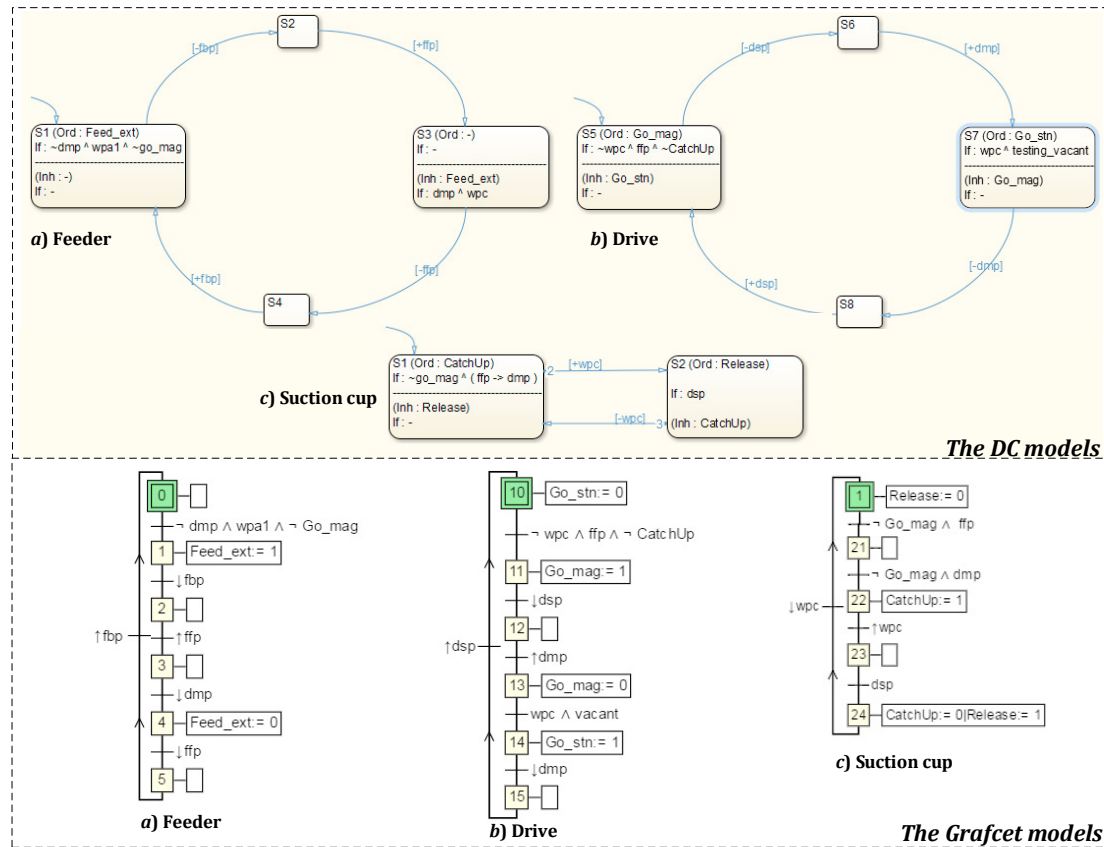 S2
[-fbp]
[+ffp]
S1 (Ord : Feed_ext)
If : ~dmp ^ wpa1 ^ ~go_mag
(Inh : -)
If : -
S3 (Ord : -)
If : -
(Inh : Feed_ext)
If : dmp ^ wpc
a) Feeder
[+fbp]
[-ffp]
S4
S6
[-dsp]
[+dmp]
S5 (Ord : Go_mag)
If : ~wpc ^ ffp ^ ~CatchUp
(Inh : Go_stn)
If : -
S7 (Ord : Go_stn)
If : wpc ^ testing_vacant
(Inh : Go_mag)
If : -
b) Drive
[+dsp]
[-dmp]
S8
S1 (Ord : CatchUp)
If : ~go_mag ^ ( ffp -> dmp )
(Inh : Release)
If : -
2
[+wpc]
[-wpc]
3
S2 (Ord : Release)
If : dsp
(Inh : CatchUp)
c) Suction cup
The DC models
0
¬ dmp ∧ wpa1 ∧ ¬ Go_mag
1
Feed_ext:= 1
↓fbp
2
↑fbp
↑ffp
3
↓dmp
4
Feed_ext:= 0
↓ffp
5
a) Feeder
10
Go_stn:= 0
¬ wpc ∧ ffp ∧ ¬ CatchUp
11
Go_mag:= 1
↓dsp
12
↑dsp
↑dmp
13
Go_mag:= 0
wpc ∧ vacant
14
Go_stn:= 1
↓dmp
15
b) Drive
1
Release:= 0
¬ Go_mag ∧ ffp
21
¬ Go_mag ∧ dmp
22
CatchUp:= 1
↓wpc
↑wpc
23
dsp
24
CatchUp:= 0|Release:= 1
c) Suction cup
The Grafcet models